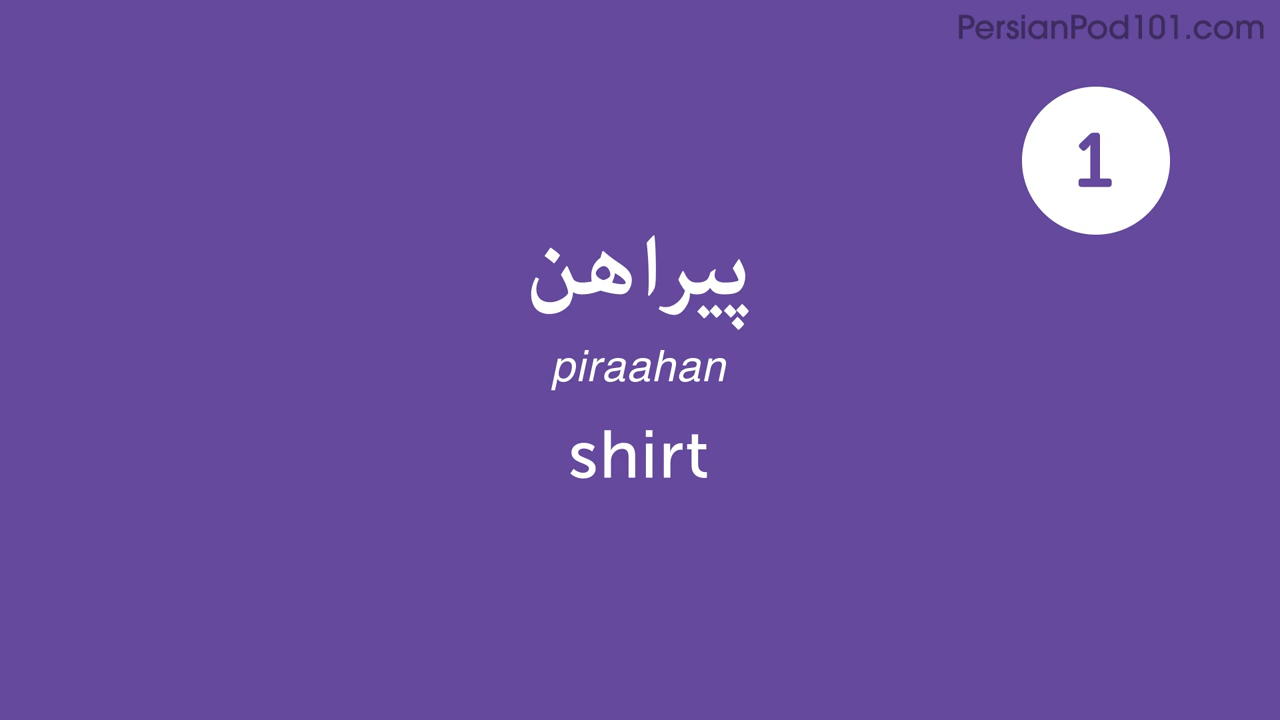 PersianPod101.com
1
پیراهن
piraahan
shirt